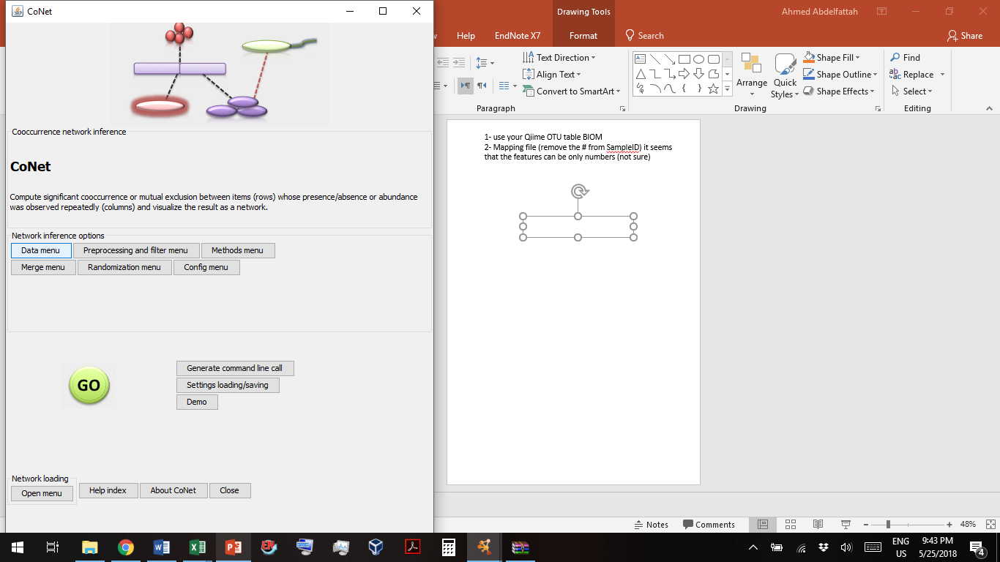 CoNet
Cooccurrence network inference
CoNet
Compute significant cooccurrence or mutual exclusion between items (rows) whose presence/absence or abundance
was observed repeatedly (columns) and visualize the result as a network.
Network inference options
Data menu
Preprocessing and filter menu
Methods menu
Merge menu
Randomization menu
Config menu
GO
Generate command line call
Settings loading/saving
Demo
Network loading
Open menu
Help index
About CoNet
Close
Drawing Tools
Ahmed Abdelfattah
Help
EndNote X7
Format
Search
Share
Text Direction
Align Text
Convert to SmartArt
Paragraph
Arrange
Quick
Styles
Shape Fill
Shape Outline
Shape Effects
Drawing
Find
Replace
Select
Editing
1- use your Qiime OTU table BIOM
2- Mapping file (remove the # from SampleID) it seems
that the features can be only numbers (not sure)
Notes
Comments
48%
ENG
US
9:43 PM
5/25/2018
4